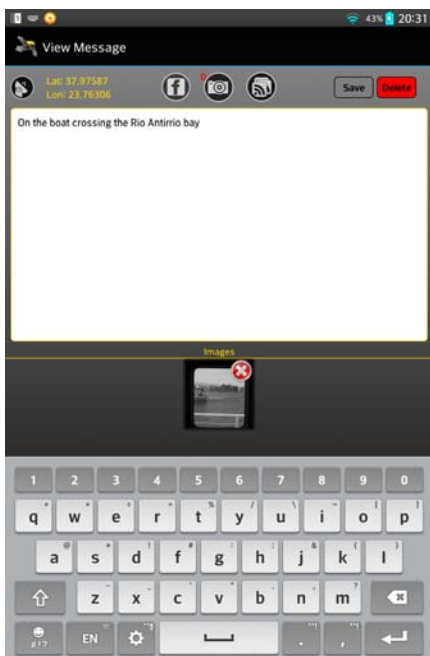 43% 20:31
View Message
Lat: 37.97587
Lon: 23.76306
0
Save
Delete
On the boat crossing the Rio Antirrio bay
Images
1 2 3 4 5 6 7 8 9 0
q w e r t y u i o p
a s d f g h j k l
z x c v b n m
EN . ,